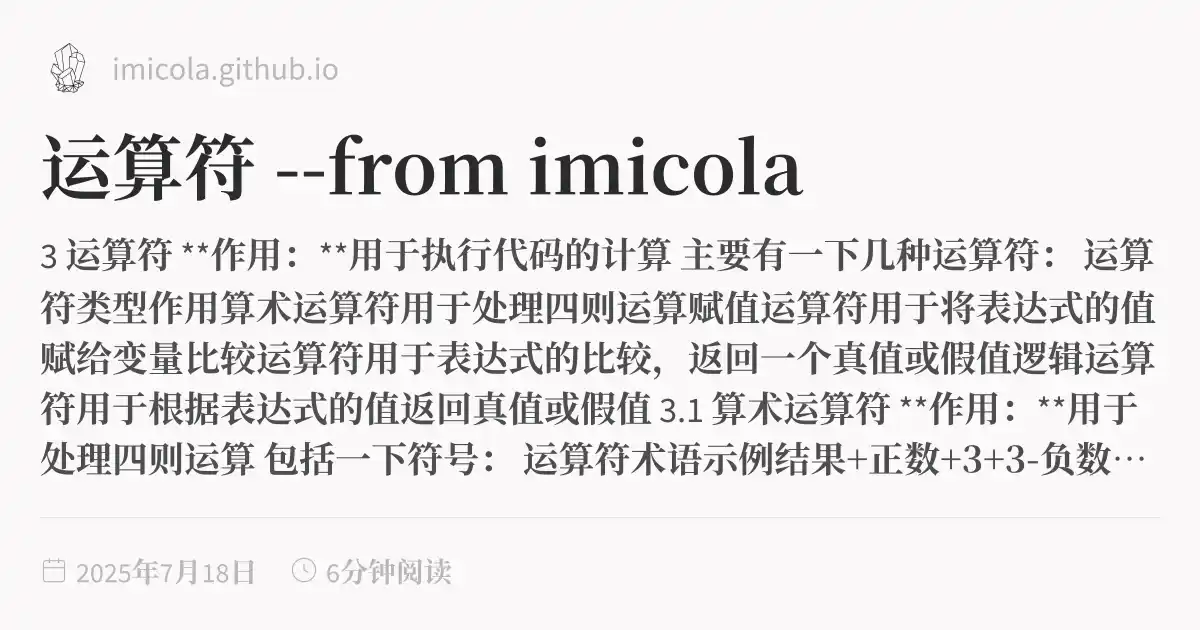 imicola.github.io
运算符 --from imicola
3 运算符 **作用：**用于执行代码的计算 主要有一下几种运算符： 运算
符类型作用算术运算符用于处理四则运算赋值运算符用于将表达式的值
赋给变量比较运算符用于表达式的比较，返回一个真值或假值逻辑运算
符用于根据表达式的值返回真值或假值 3.1 算术运算符 **作用：**用于
处理四则运算 包括一下符号： 运算符术语示例结果+正数+3+3-负数…
2025年7月18日 6分钟阅读